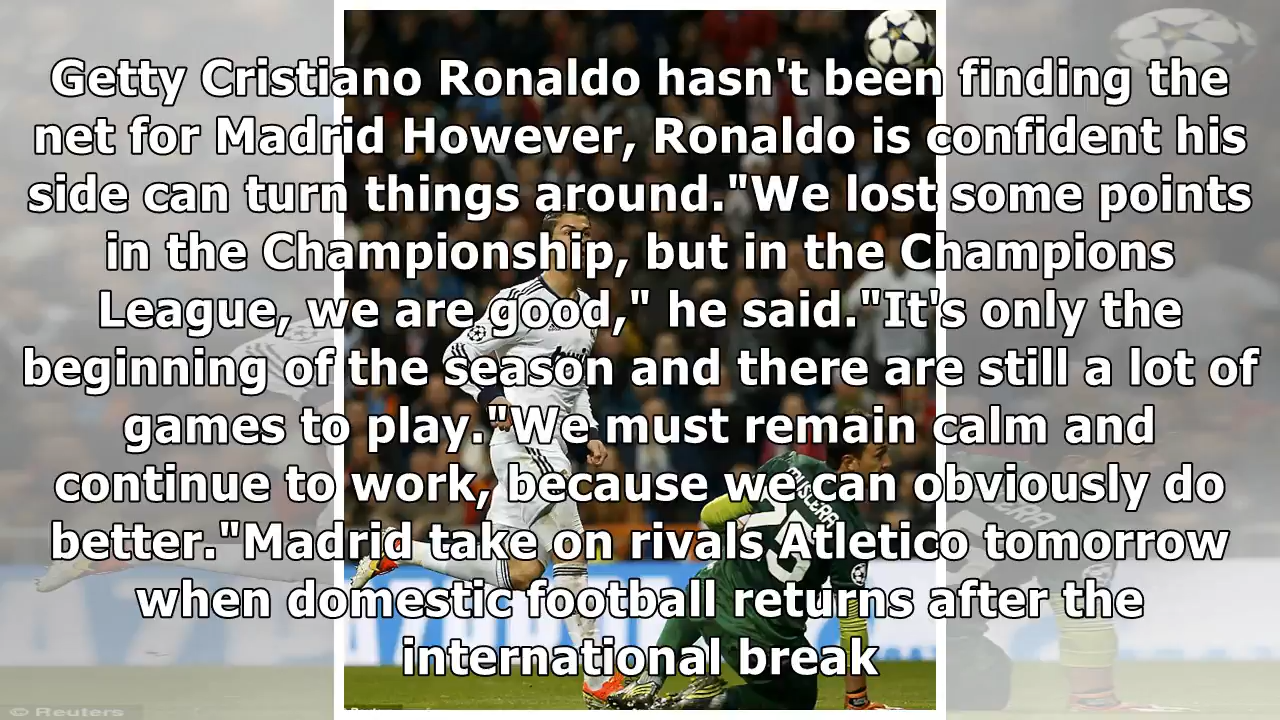 Getty Cristiano Ronaldo hasn't been finding the
net for Madrid However, Ronaldo is confident his
side can turn things around."We lost some points
in the Championship, but in the Champions
League, we are good," he said."It's only the
beginning of the season and there are still a lot of
games to play."We must remain calm and
continue to work, because we can obviously do
better."Madrid take on rivals Atletico tomorrow
when domestic football returns after the
international break
MUSLERA
25
© Reuters